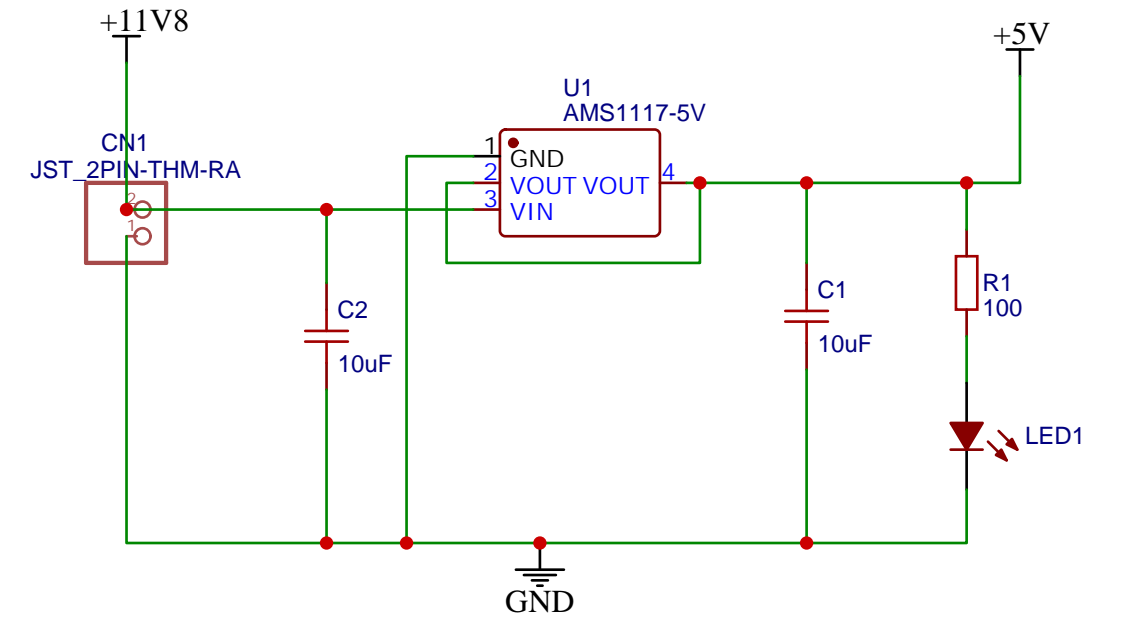 +11V8
+5V
U1
AMS1117-5V
CN1
JST_2PIN-THM-RA
1
GND
2
VOUT VOUT
4
3
VIN
2
1
C2
10uF
C1
10uF
R1
100
LED1
GND